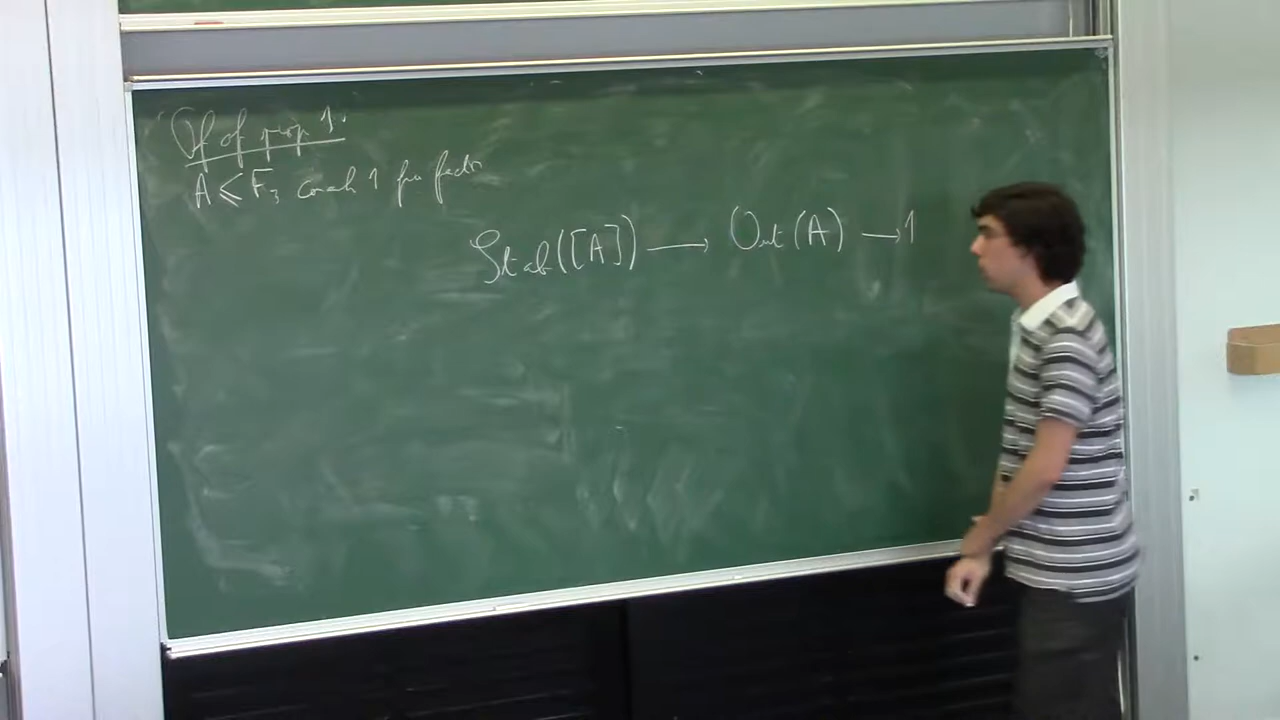 Pf of prop 1.
A ⩽ F₃ corank 1 free factor
Stab([A]) ⟶ Out(A) ⟶ 1